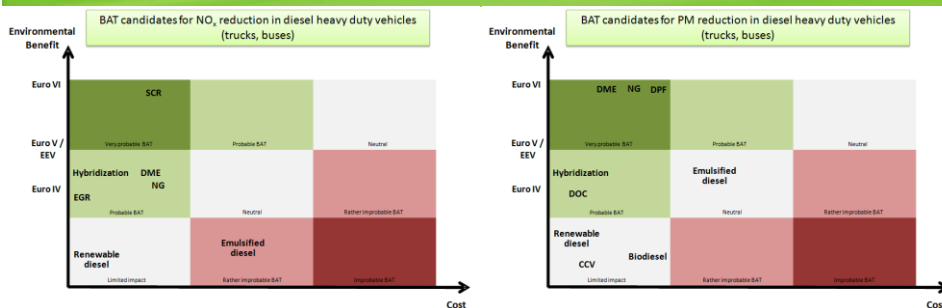 BAT candidates for NOx reduction in diesel heavy duty vehicles
(trucks, buses)
Environmental
Benefit
Euro VI
Euro V /
EEV
Euro IV
SCR
Very probable BAT
Probable BAT
Neutral
Hybridization DME
NG
EGR
Probable BAT
Neutral
Rather improbable BAT
Renewable
diesel
Emulsified
diesel
Limited impact
Rather improbable BAT
Improbable BAT
Cost
BAT candidates for PM reduction in diesel heavy duty vehicles
(trucks, buses)
Environmental
Benefit
Euro VI
Euro V /
EEV
Euro IV
DME NG DPF
Very probable BAT
Probable BAT
Neutral
Hybridization
DOC
Emulsified
diesel
Probable BAT
Neutral
Rather improbable BAT
Renewable
diesel
CCV
Biodiesel
Limited impact
Rather improbable BAT
Improbable BAT
Cos